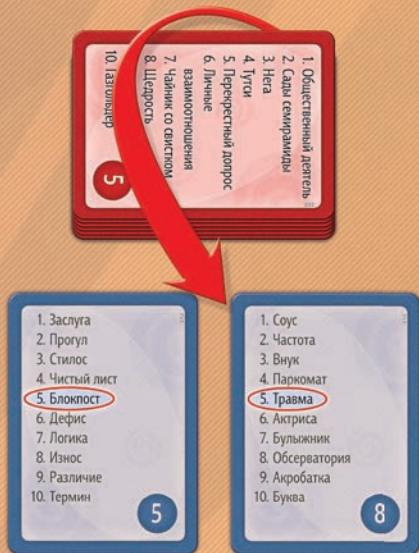 1. Общественный деятель
2. Сады семирамиды
3. Нега
4. Тутси
5. Перекрестный допрос
6. Личные
взаимоотношения
7. Чайник со свистком
8. Щедрость
10. Газгольдер
5
1. Заслуга
2. Прогул
3. Стилос
4. Чистый лист
5. Блокпост
6. Дефис
7. Логика
8. Износ
9. Различие
10. Термин
5
1. Соус
2. Частота
3. Внук
4. Паркомат
5. Травма
6. Актриса
7. Булыжник
8. Обсерватория
9. Акробатка
10. Буква
8